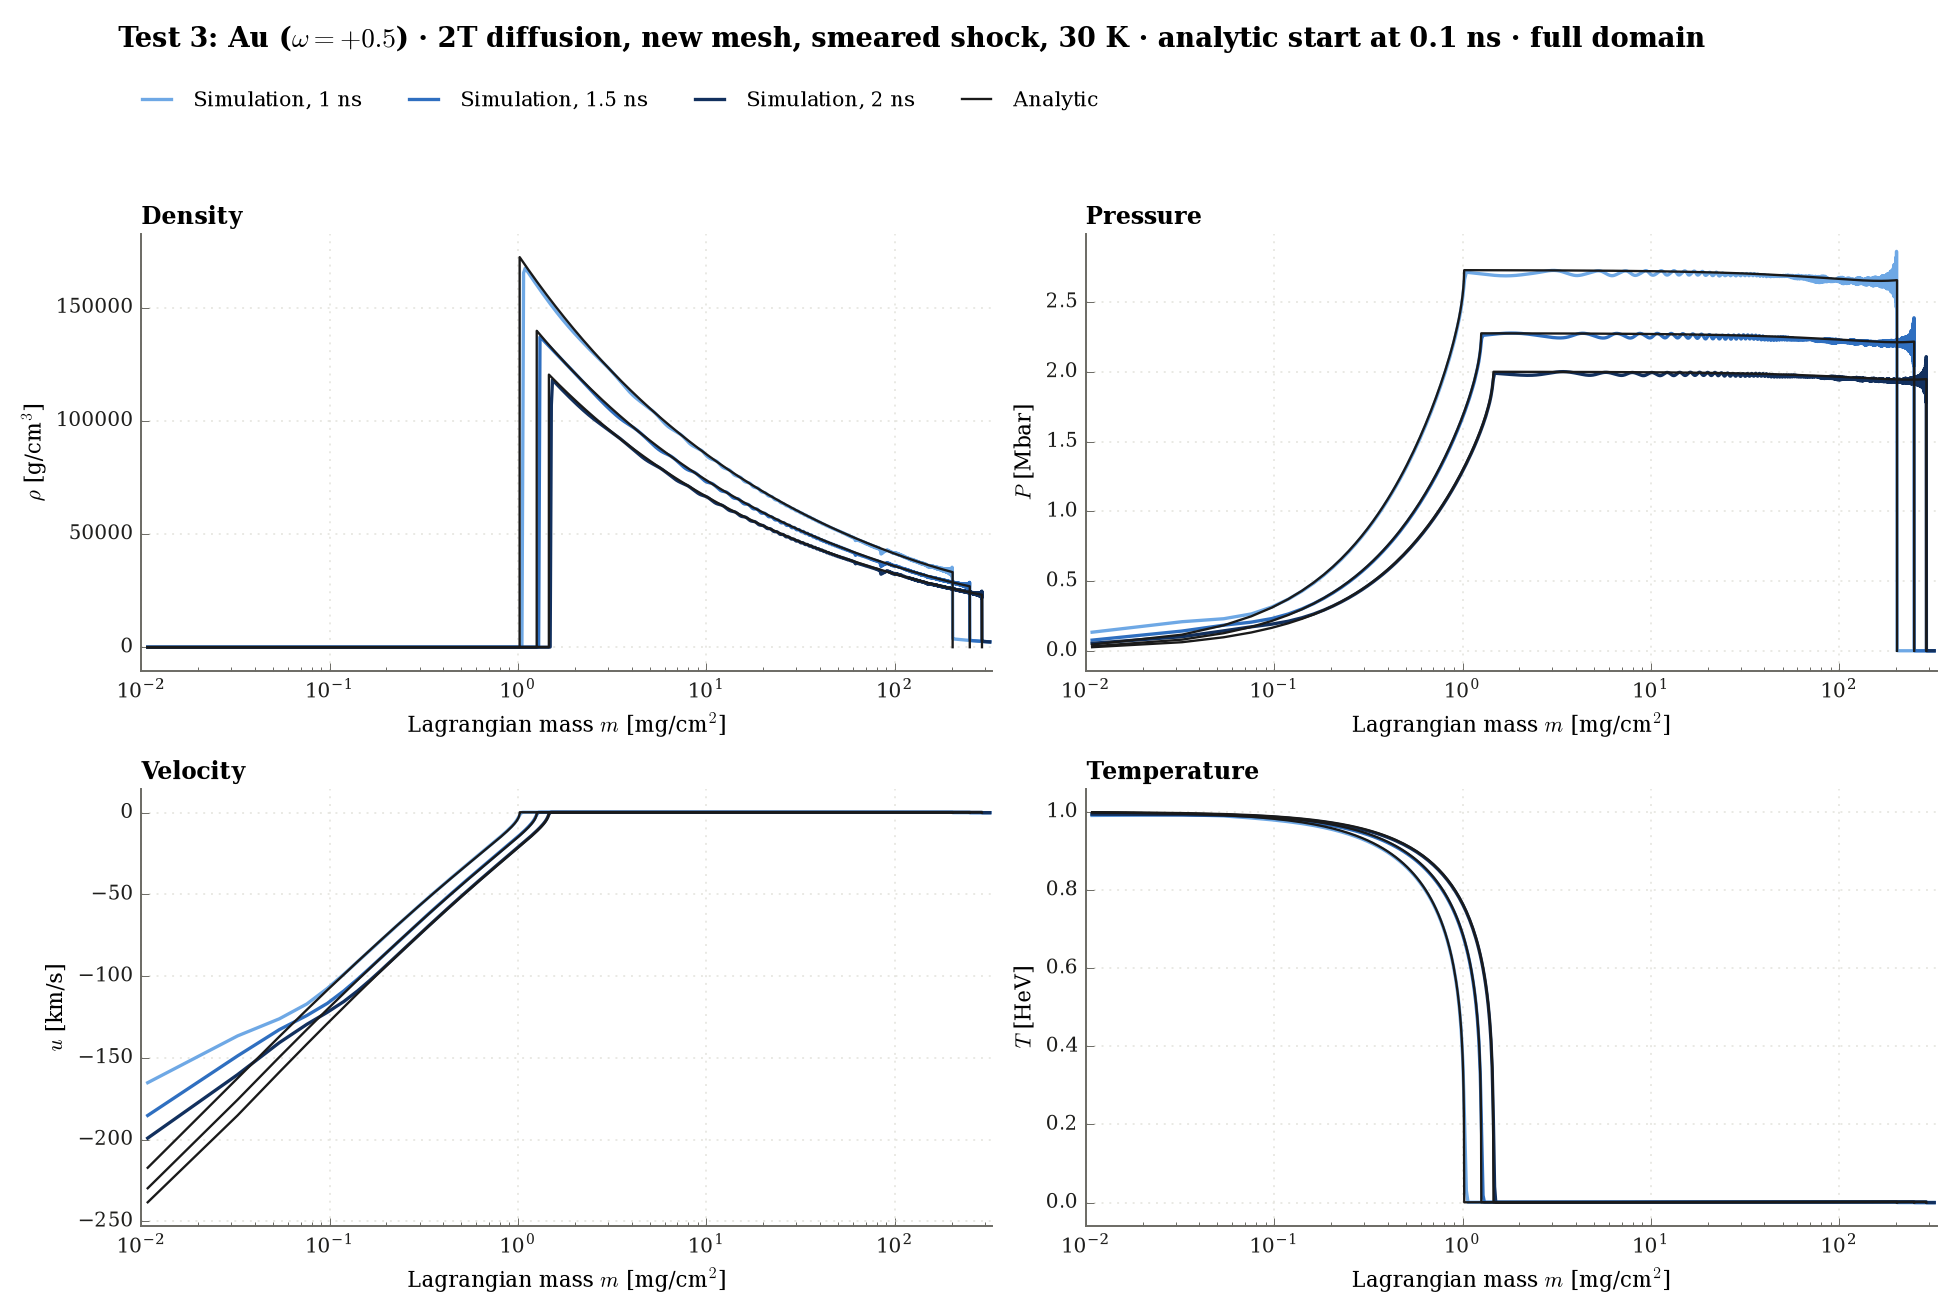 Test 3: Au (ω = +0.5) · 2T diffusion, new mesh, smeared shock, 30 K · analytic start at 0.1 ns · full domain
Simulation, 1 ns Simulation, 1.5 ns Simulation, 2 ns Analytic
Density
150000
100000
50000
0
ρ [g/cm³]
10⁻² 10⁻¹ 10⁰ 10¹ 10²
Lagrangian mass m [mg/cm²]
Pressure
2.5
2.0
1.5
1.0
0.5
0.0
P [Mbar]
10⁻² 10⁻¹ 10⁰ 10¹ 10²
Lagrangian mass m [mg/cm²]
Velocity
0
−50
−100
−150
−200
−250
u [km/s]
10⁻² 10⁻¹ 10⁰ 10¹ 10²
Lagrangian mass m [mg/cm²]
Temperature
1.0
0.8
0.6
0.4
0.2
0.0
T [HeV]
10⁻² 10⁻¹ 10⁰ 10¹ 10²
Lagrangian mass m [mg/cm²]